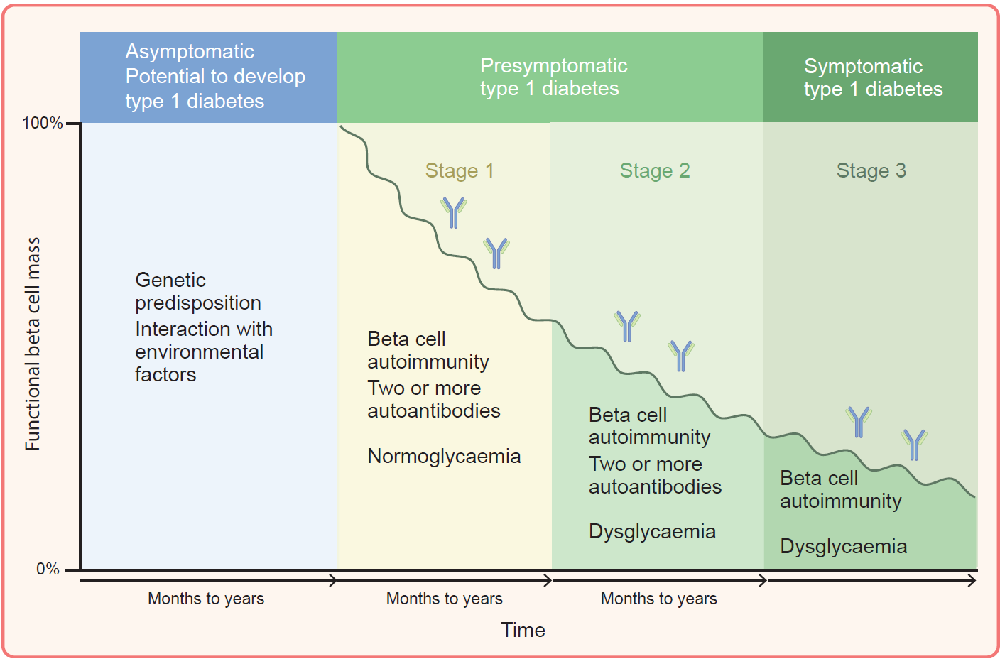 Asymptomatic
Potential to develop
type 1 diabetes
Presymptomatic
type 1 diabetes
Symptomatic
type 1 diabetes
100%
0%
Functional beta cell mass
Genetic
predisposition
Interaction with
environmental
factors
Stage 1
Beta cell
autoimmunity
Two or more
autoantibodies
Normoglycaemia
Stage 2
Beta cell
autoimmunity
Two or more
autoantibodies
Dysglycaemia
Stage 3
Beta cell
autoimmunity
Dysglycaemia
Months to years
Months to years
Months to years
Time